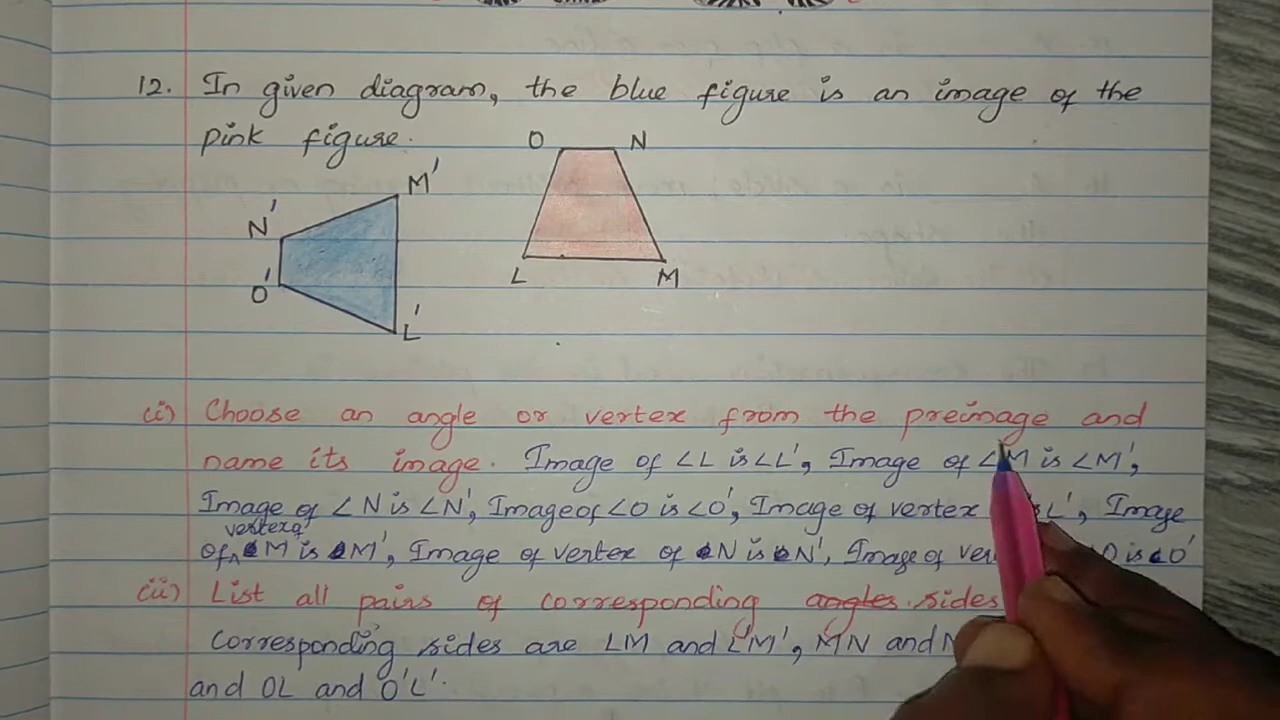 12. In given diagram, the blue figure is an image of the
pink figure.
O N
M'
N'
L M
O'
L'
(i) Choose an angle or vertex from the preimage and
name its image. Image of ∠L is ∠L', Image of ∠M is ∠M',
Image of ∠N is ∠N', Image of ∠O is ∠O', Image of vertex L', Image
vertex
of M is M', Image of vertex of N is N', Image of O is O'
(ii) List all pairs of corresponding angles. sides
Corresponding sides are LM and L'M', MN and
and OL and O'L'.